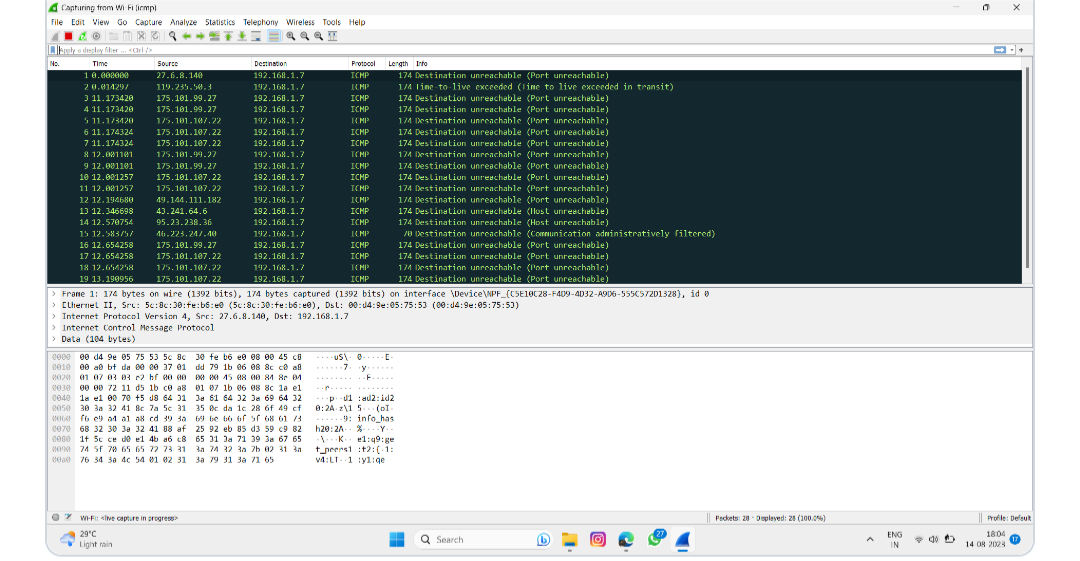 Capturing from Wi-Fi (icmp)
File Edit View Go Capture Analyze Statistics Telephony Wireless Tools Help
Apply a display filter ... <Ctrl-/>
No. Time Source Destination Protocol Length Info
1 0.000000 27.6.8.140 192.168.1.7 ICMP 174 Destination unreachable (Port unreachable)
2 0.014297 119.235.50.3 192.168.1.7 ICMP 174 Time-to-live exceeded (Time to live exceeded in transit)
3 11.173420 175.101.99.27 192.168.1.7 ICMP 174 Destination unreachable (Port unreachable)
4 11.173420 175.101.99.27 192.168.1.7 ICMP 174 Destination unreachable (Port unreachable)
5 11.173420 175.101.107.22 192.168.1.7 ICMP 174 Destination unreachable (Port unreachable)
6 11.174324 175.101.107.22 192.168.1.7 ICMP 174 Destination unreachable (Port unreachable)
7 11.174324 175.101.107.22 192.168.1.7 ICMP 174 Destination unreachable (Port unreachable)
8 12.001101 175.101.99.27 192.168.1.7 ICMP 174 Destination unreachable (Port unreachable)
9 12.001101 175.101.99.27 192.168.1.7 ICMP 174 Destination unreachable (Port unreachable)
10 12.001257 175.101.107.22 192.168.1.7 ICMP 174 Destination unreachable (Port unreachable)
11 12.001257 175.101.107.22 192.168.1.7 ICMP 174 Destination unreachable (Port unreachable)
12 12.194680 49.144.111.182 192.168.1.7 ICMP 174 Destination unreachable (Port unreachable)
13 12.346698 43.241.64.6 192.168.1.7 ICMP 174 Destination unreachable (Host unreachable)
14 12.570754 95.23.238.36 192.168.1.7 ICMP 174 Destination unreachable (Host unreachable)
15 12.583757 46.223.247.40 192.168.1.7 ICMP 70 Destination unreachable (Communication administratively filtered)
16 12.654258 175.101.99.27 192.168.1.7 ICMP 174 Destination unreachable (Port unreachable)
17 12.654258 175.101.107.22 192.168.1.7 ICMP 174 Destination unreachable (Port unreachable)
18 12.654258 175.101.107.22 192.168.1.7 ICMP 174 Destination unreachable (Port unreachable)
19 13.190956 175.101.107.22 192.168.1.7 ICMP 174 Destination unreachable (Port unreachable)
> Frame 1: 174 bytes on wire (1392 bits), 174 bytes captured (1392 bits) on interface \Device\NPF_{C5E10C28-F4D9-4D32-A9D6-555C572D1328}, id 0
> Ethernet II, Src: 5c:8c:30:fe:b6:e0 (5c:8c:30:fe:b6:e0), Dst: 00:d4:9e:05:75:53 (00:d4:9e:05:75:53)
> Internet Protocol Version 4, Src: 27.6.8.140, Dst: 192.168.1.7
> Internet Control Message Protocol
> Data (104 bytes)
0000 00 d4 9e 05 75 53 5c 8c 30 fe b6 e0 08 00 45 c8 ····uS\· 0·····E·
0010 00 a0 bf da 00 00 37 01 dd 79 1b 06 08 8c c0 a8 ······7· ·y······
0020 01 07 03 03 e2 bf 00 00 00 00 45 08 00 84 8e 04 ········ ··E·····
0030 00 00 72 11 d5 1b c0 a8 01 07 1b 06 08 8c 1a e1 ··r····· ········
0040 1a e1 00 70 f5 d8 64 31 3a 61 64 32 3a 69 64 32 ···p··d1 :ad2:id2
0050 30 3a 32 41 8c 7a 5c 31 35 0c da 1c 28 6f 49 cf 0:2A·z\1 5···(oI·
0060 f6 e9 a4 a1 a8 cd 39 3a 69 6e 66 6f 5f 68 61 73 ······9: info_has
0070 68 32 30 3a 32 41 88 af 25 92 eb 85 d3 59 c9 82 h20:2A·· %····Y··
0080 1f 5c ce d0 e1 4b a6 c8 65 31 3a 71 39 3a 67 65 ·\···K·· e1:q9:ge
0090 74 5f 70 65 65 72 73 31 3a 74 32 3a 7b 02 31 3a t_peers1 :t2:{·1:
00a0 76 34 3a 4c 54 01 02 31 3a 79 31 3a 71 65 v4:LT··1 :y1:qe
Wi-Fi: <live capture in progress> Packets: 28 · Displayed: 28 (100.0%) Profile: Default
29°C
Light rain
Search
27
ENG
IN
18:04
14-08-2023
17